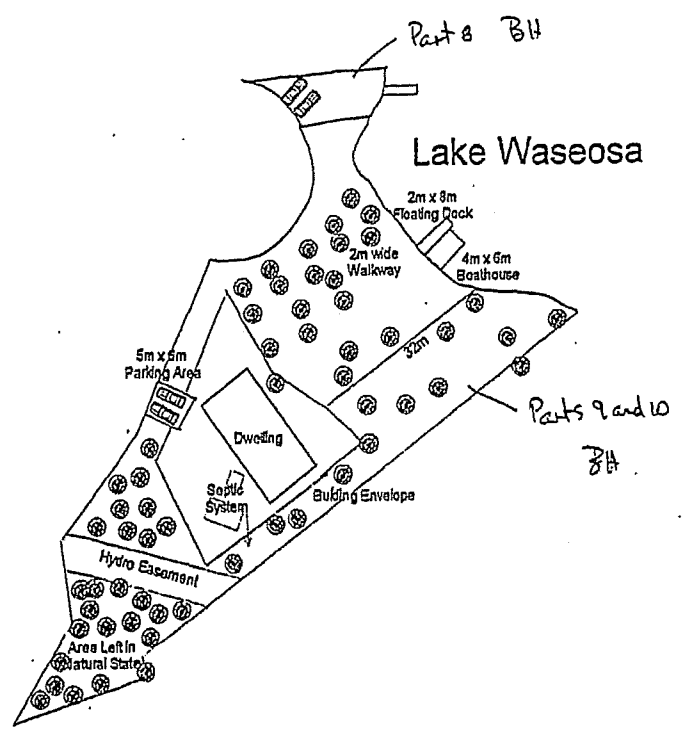 Part 8 BH
Lake Waseosa
2m x 8m
Floating Dock
2m wide
Walkway
4m x 6m
Boathouse
32m
5m x 6m
Parking Area
Parts 9 and 10
BH.
Dwelling
Septic
System
Building Envelope
Hydro Easement
Area Left in
Natural State